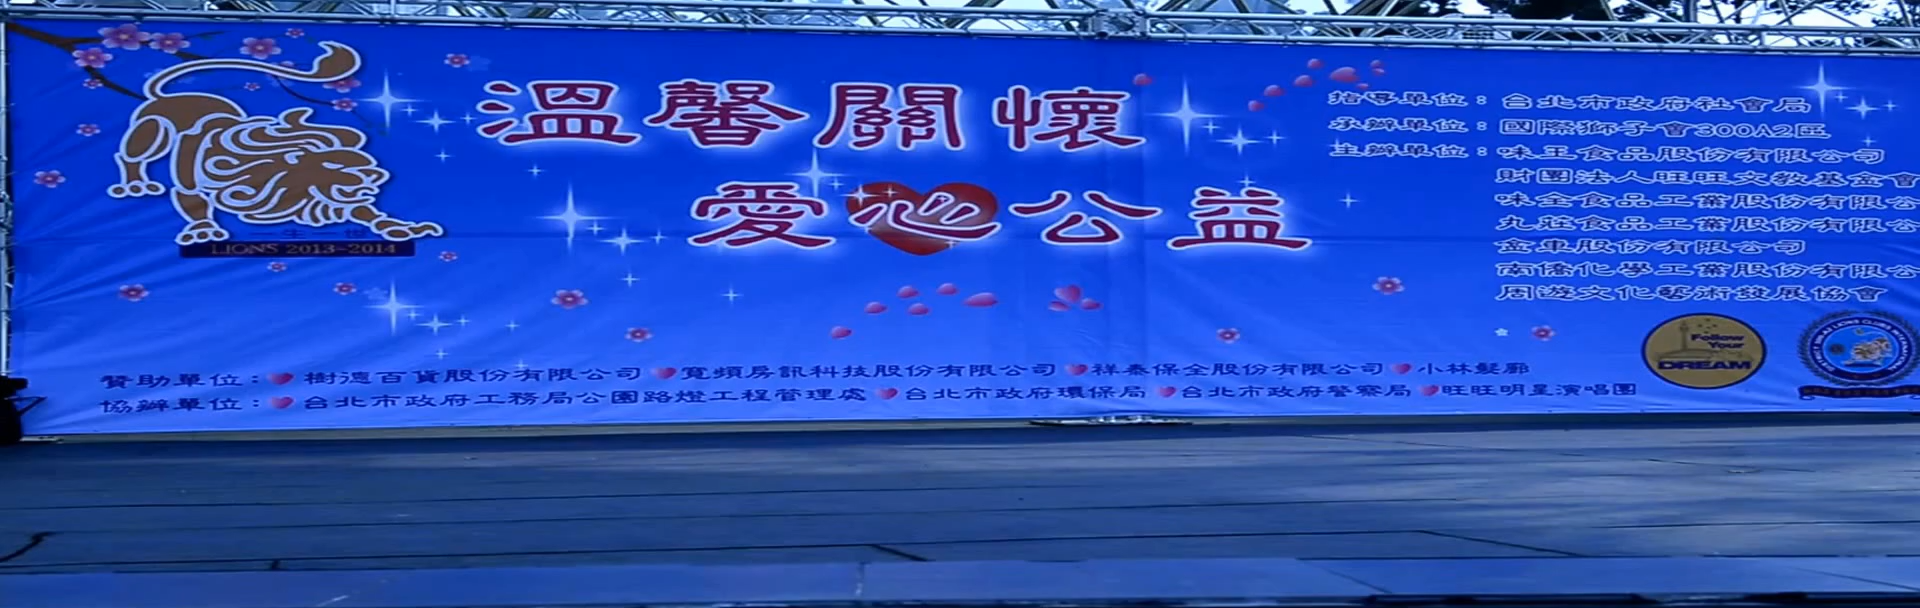 溫馨關懷
愛心公益
一生一世
LIONS 2013-2014
指導單位：台北市政府社會局
承辦單位：國際獅子會300A2區
主辦單位：味王食品股份有限公司
財團法人旺旺文教基金會
味全食品工業股份有限公
九莊食品工業股份有限公
金車股份有限公司
南僑化學工業股份有限公
周遊文化藝術發展協會
Follow
Your
DREAM
贊助單位：樹德百貨股份有限公司 寬頻房訊科技股份有限公司 祥泰保全股份有限公司 小林髮廊
協辦單位：台北市政府工務局公園路燈工程管理處 台北市政府環保局 台北市政府警察局 旺旺明星演唱團